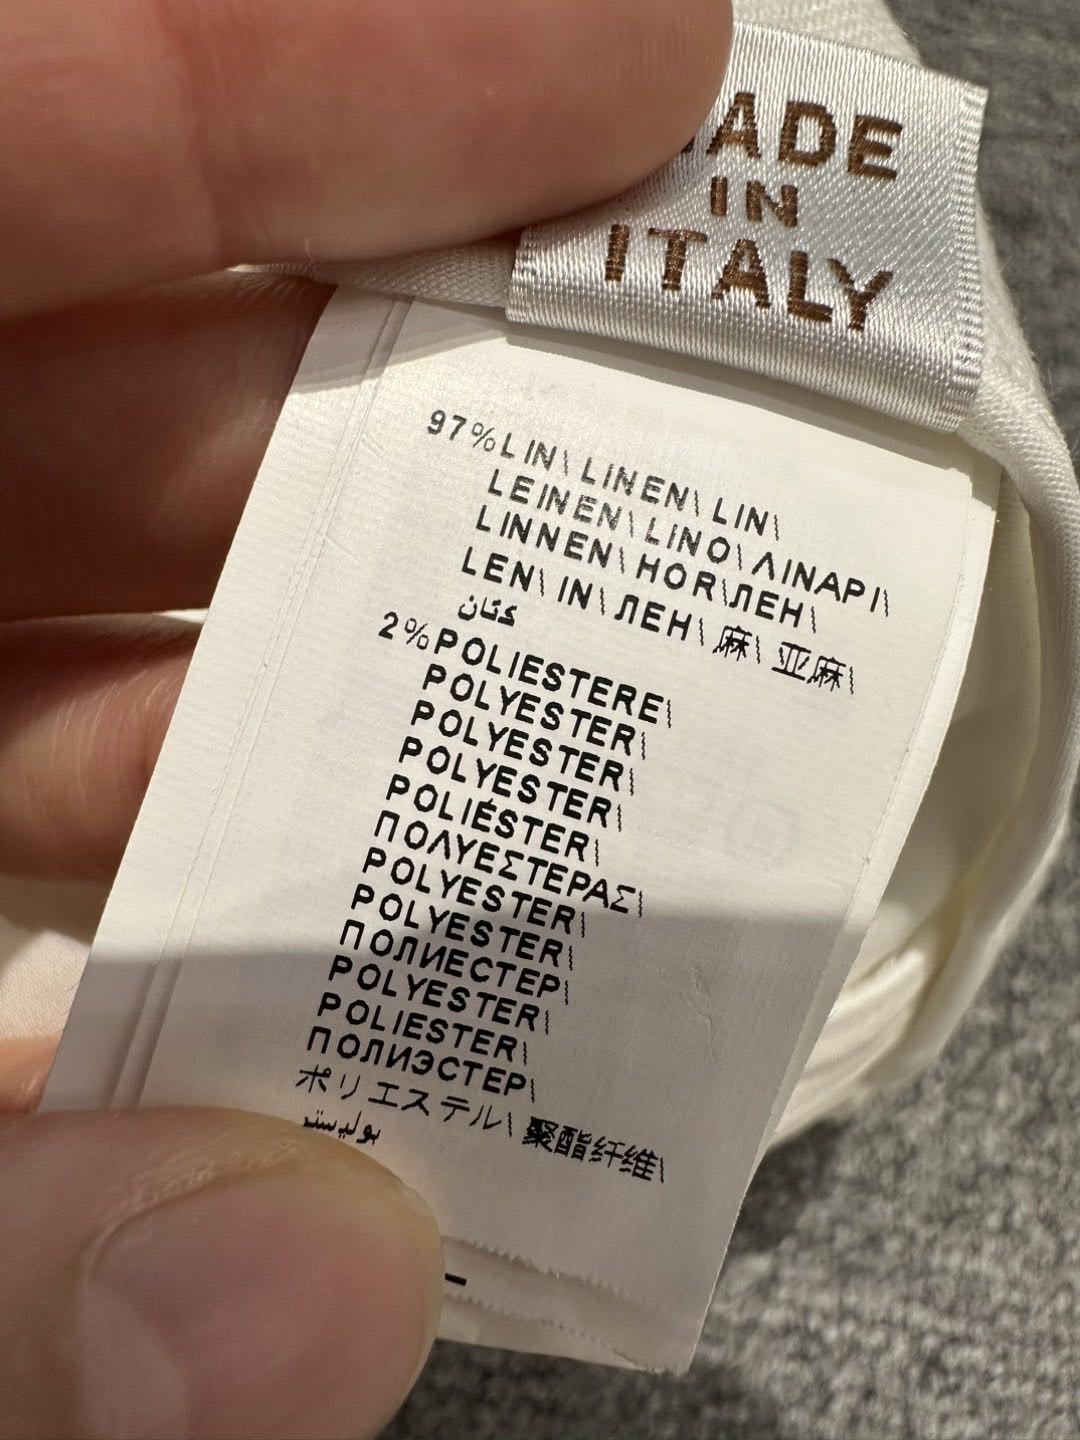 MADE
IN
ITALY
97%LIN\ LINEN\ LIN\
LEINEN\ LINO\ ΛΙΝΑΡΙ\
LINNEN\ HOR\ ЛЕН\
LEN\ IN\ ЛЕН\ 麻\ 亚麻\
كتان
2%POLIESTERE\
POLYESTER\
POLYESTER\
POLYESTER\
POLIÉSTER\
ΠΟΛΥΕΣΤΕΡΑΣ\
POLYESTER\
POLYESTER\
ПОЛИЕСТЕР\
POLYESTER\
POLIESTER\
ПОЛИЭСТЕР\
ポリエステル\ 聚酯纤维\
بوليستر